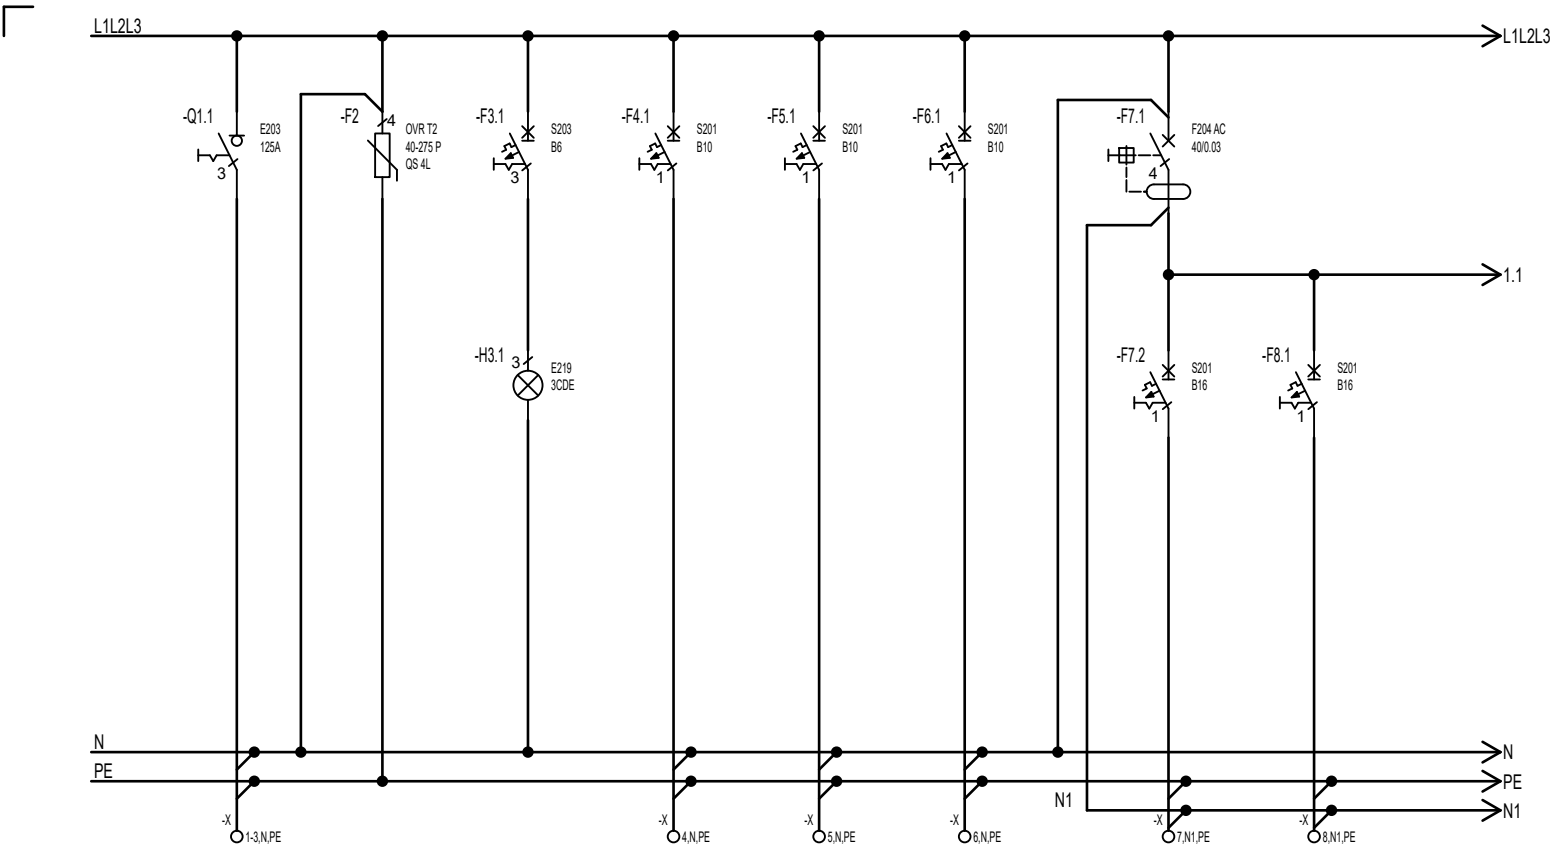 L1L2L3
L1L2L3
-Q1.1
E203
125A
3
-F2
4
OVR T2
40-275 P
QS 4L
-F3.1
S203
B6
3
-F4.1
S201
B10
1
-F5.1
S201
B10
1
-F6.1
S201
B10
1
-F7.1
F204 AC
40/0.03
4
1.1
-H3.1
3
E219
3CDE
-F7.2
S201
B16
1
-F8.1
S201
B16
1
N
N
PE
PE
N1
N1
-X
1-3,N,PE
-X
4,N,PE
-X
5,N,PE
-X
6,N,PE
-X
7,N1,PE
-X
8,N1,PE